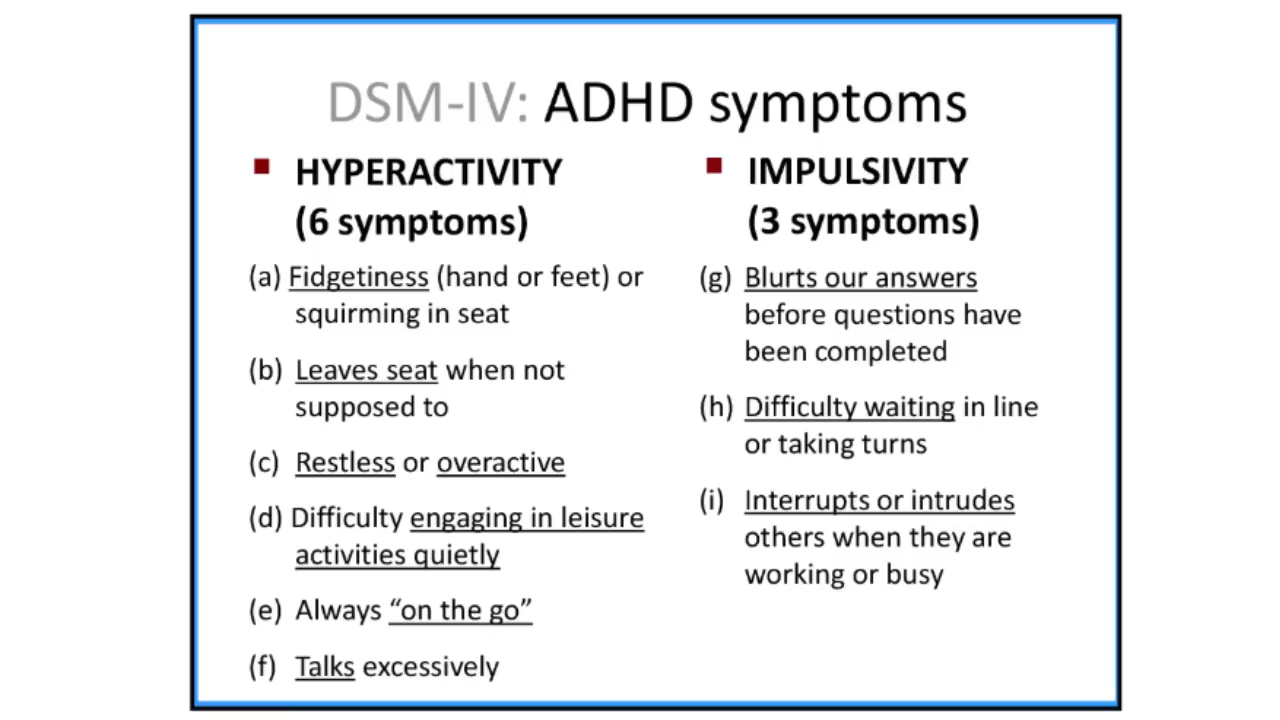 DSM-IV: ADHD symptoms
HYPERACTIVITY
(6 symptoms)
(a) Fidgetiness (hand or feet) or
squirming in seat
(b) Leaves seat when not
supposed to
(c) Restless or overactive
(d) Difficulty engaging in leisure
activities quietly
(e) Always “on the go”
(f) Talks excessively
IMPULSIVITY
(3 symptoms)
(g) Blurts our answers
before questions have
been completed
(h) Difficulty waiting in line
or taking turns
(i) Interrupts or intrudes
others when they are
working or busy